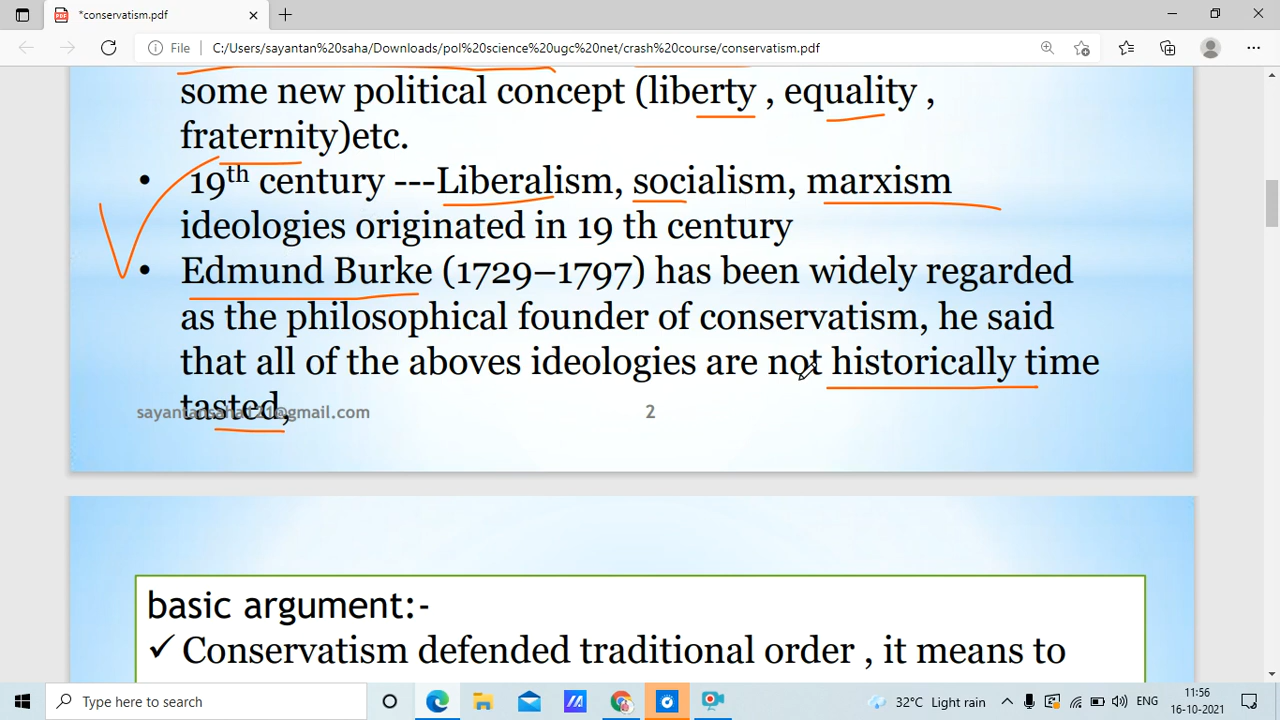 *conservatism.pdf
File C:/Users/sayantan%20saha/Downloads/pol%20science%20ugc%20net/crash%20course/conservatism.pdf
some new political concept (liberty , equality ,
fraternity)etc.
• 19th century ---Liberalism, socialism, marxism
ideologies originated in 19 th century
• Edmund Burke (1729–1797) has been widely regarded
as the philosophical founder of conservatism, he said
that all of the aboves ideologies are not historically time
tasted,
sayantansaha121@gmail.com 2
basic argument:-
✓ Conservatism defended traditional order , it means to
Type here to search
32°C Light rain
ENG
11:56
16-10-2021